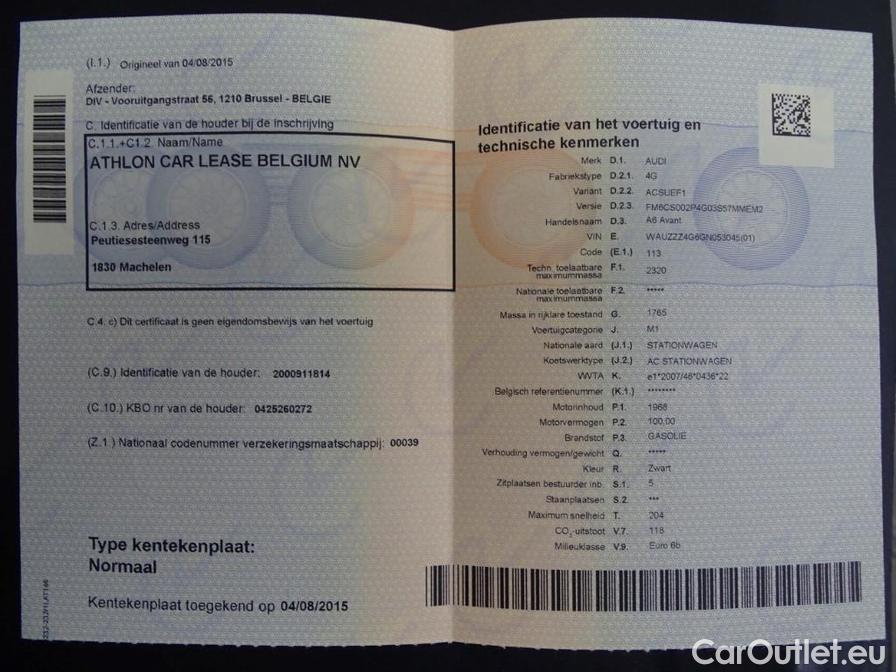 (I.1.) Origineel van 04/08/2015
Afzender:
DIV - Vooruitgangstraat 56, 1210 Brussel - BELGIE
C. Identificatie van de houder bij de inschrijving
C.1.1.+C1.2. Naam/Name
ATHLON CAR LEASE BELGIUM NV
C.1.3. Adres/Address
Peutiesesteenweg 115
1830 Machelen
C.4. c) Dit certificaat is geen eigendomsbewijs van het voertuig
(C.9.) Identificatie van de houder: 2000911814
(C.10.) KBO nr van de houder: 0425260272
(Z.1.) Nationaal codenummer verzekeringsmaatschappij: 00039
Type kentekenplaat:
Normaal
Kentekenplaat toegekend op 04/08/2015
Identificatie van het voertuig en
technische kenmerken
Merk D.1. AUDI
Fabriekstype D.2.1. 4G
Variant D.2.2. ACSUEF1
Versie D.2.3. FM6CS002P4G03S57MMEM2
Handelsnaam D.3. A6 Avant
VIN E. WAUZZZ4G6GN053045(01)
Code (E.1.) 113
Techn. toelaatbare F.1. 2320
maximummassa
Nationale toelaatbare F.2. *****
maximummassa
Massa in rijklare toestand G. 1765
Voertuigcategorie J. M1
Nationale aard (J.1.) STATIONWAGEN
Koetswerktype (J.2.) AC STATIONWAGEN
WVTA K. e1*2007/46*0436*22
Belgisch referentienummer (K.1.) ********
Motorinhoud P.1. 1968
Motorvermogen P.2. 100,00
Brandstof P.3. GASOLIE
Verhouding vermogen/gewicht Q. *****
Kleur R. Zwart
Zitplaatsen bestuurder inb. S.1. 5
Staanplaatsen S.2. ***
Maximum snelheid T. 204
CO₂-uitstoot V.7. 118
Milieuklasse V.9. Euro 6b
CarOutlet.eu